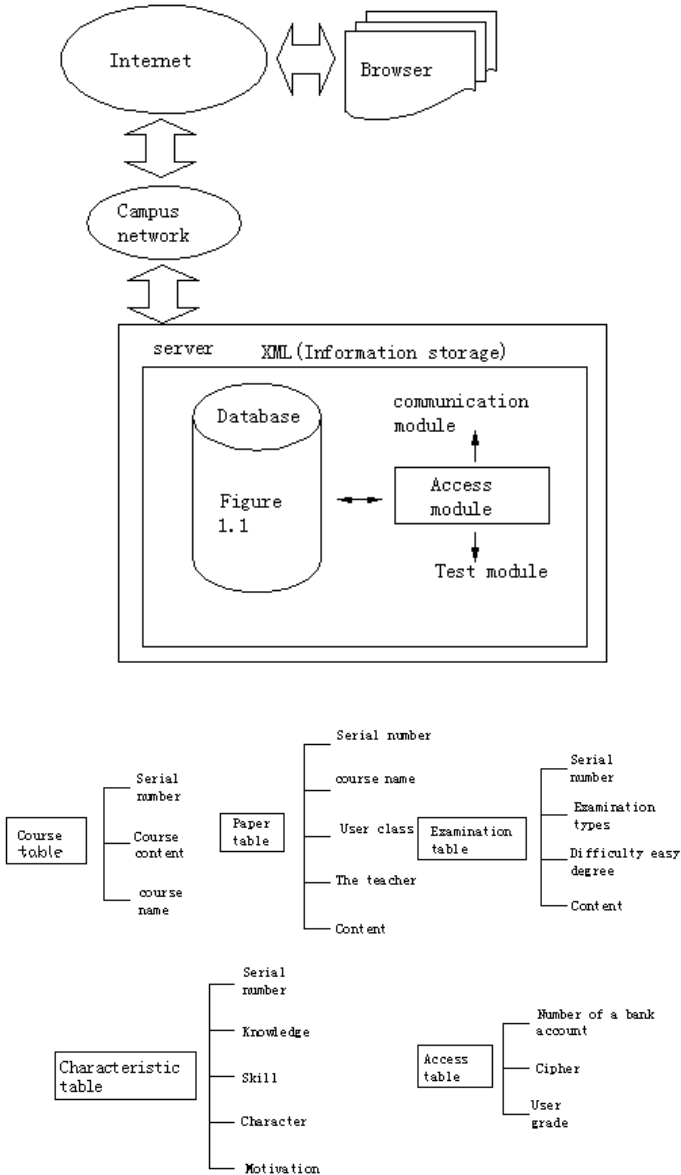 Internet
Browser
Campus
network
server
XML(Information storage)
Database
Figure
1.1
communication
module
Access
module
Test module
Course
table
Serial
number
Course
content
course
name
Paper
table
Serial number
course name
User class
The teacher
Content
Examination
table
Serial
number
Examination
types
Difficulty easy
degree
Content
Characteristic
table
Serial
number
Knowledge
Skill
Character
Motivation
Access
table
Number of a bank
account
Cipher
User
grade